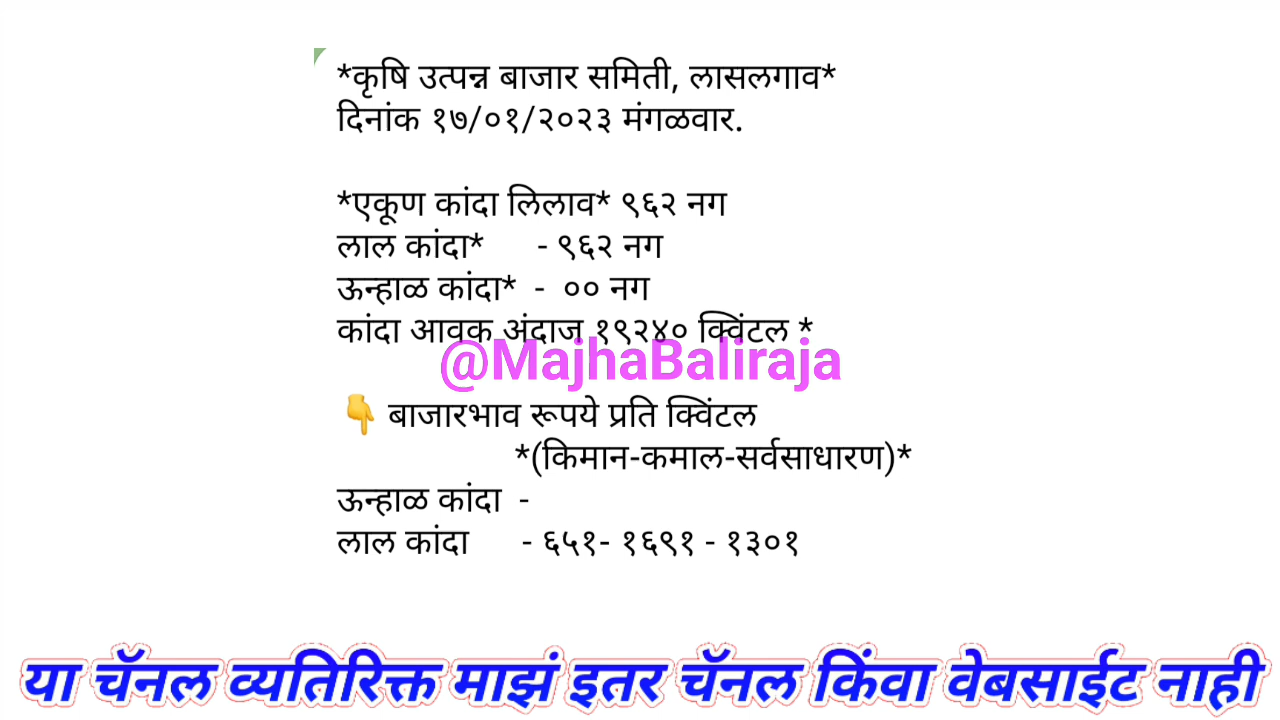 *कृषि उत्पन्न बाजार समिती, लासलगाव*
दिनांक १७/०१/२०२३ मंगळवार.
*एकूण कांदा लिलाव* ९६२ नग
लाल कांदा* - ९६२ नग
ऊन्हाळ कांदा* - ०० नग
कांदा आवक अंदाज १९२४० क्विंटल *
@MajhaBaliraja
👇 बाजारभाव रूपये प्रति क्विंटल
*(किमान-कमाल-सर्वसाधारण)*
ऊन्हाळ कांदा -
लाल कांदा - ६५१- १६९१ - १३०१
या चॅनल व्यतिरिक्त माझं इतर चॅनल किंवा वेबसाईट नाही